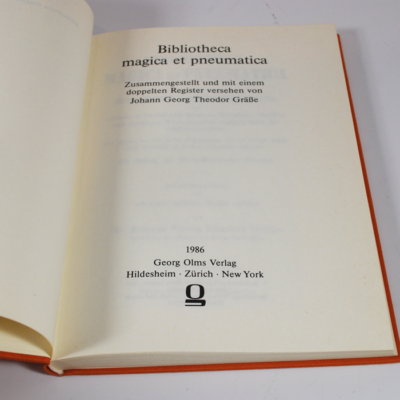 Bibliotheca
magica et pneumatica
Zusammengestellt und mit einem
doppelten Register versehen von
Johann Georg Theodor Gräße
1986
Georg Olms Verlag
Hildesheim · Zürich · New York